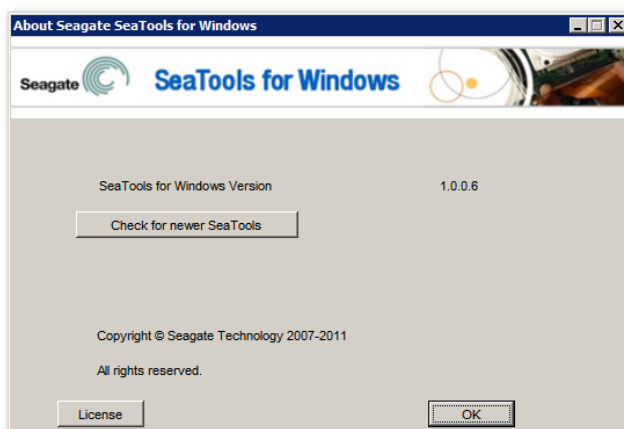 About Seagate SeaTools for Windows
Seagate SeaTools for Windows
SeaTools for Windows Version 1.0.0.6
Check for newer SeaTools
Copyright © Seagate Technology 2007-2011
All rights reserved.
License OK